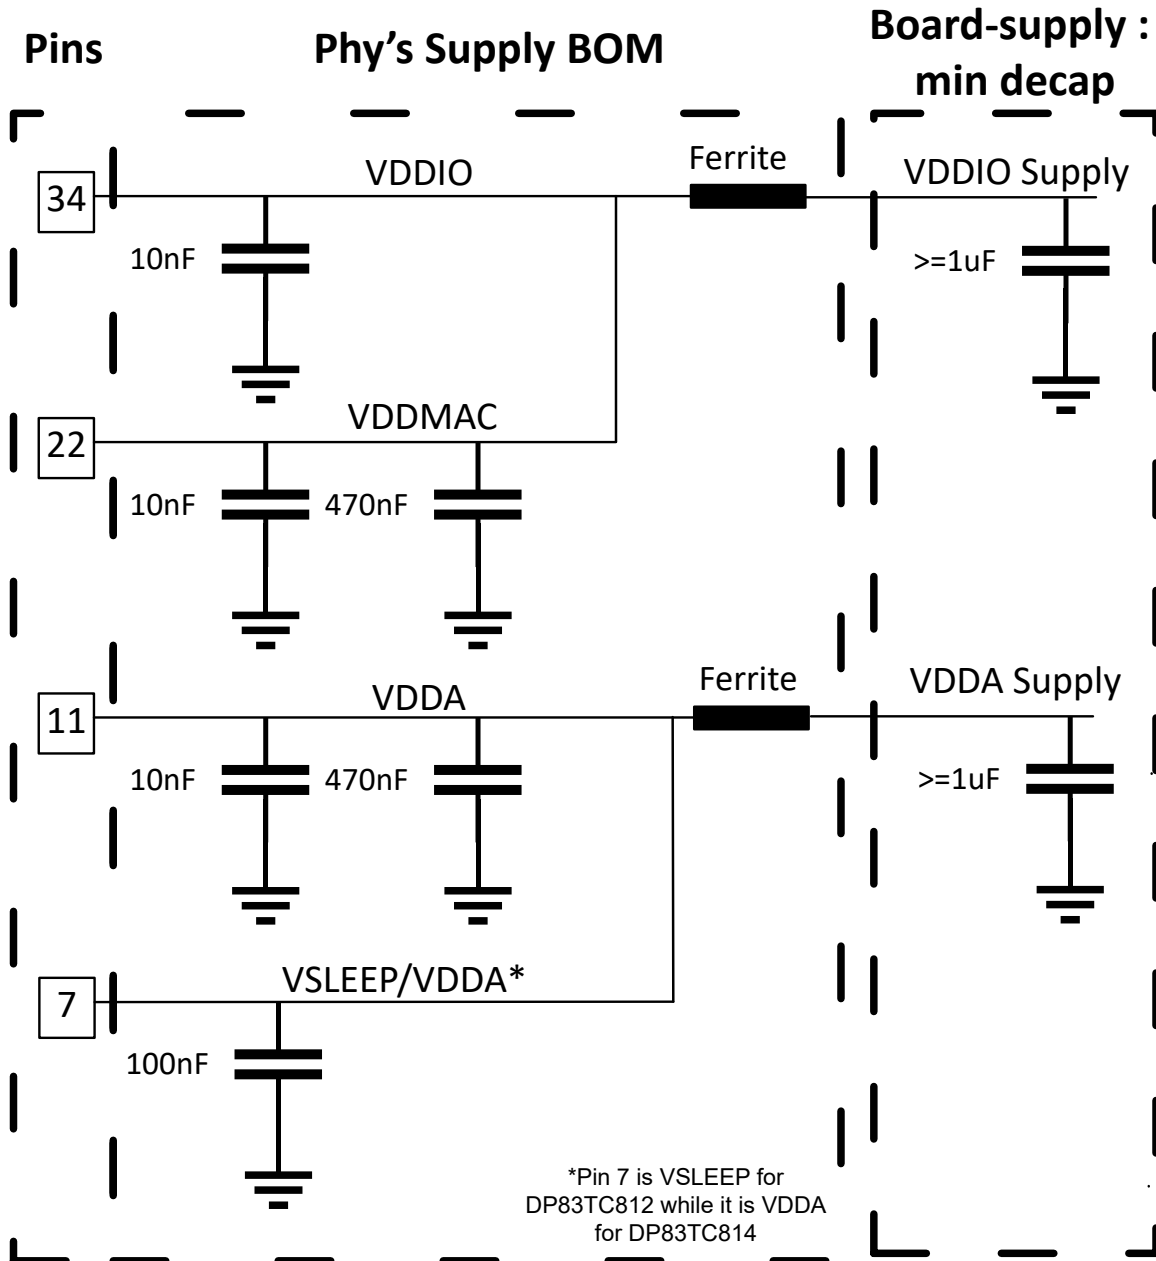 Pins
Phy's Supply BOM
Board-supply :
min decap
34
VDDIO
Ferrite
VDDIO Supply
10nF
>=1uF
22
VDDMAC
10nF
470nF
11
VDDA
Ferrite
VDDA Supply
10nF
470nF
>=1uF
7
VSLEEP/VDDA*
100nF
*Pin 7 is VSLEEP for
DP83TC812 while it is VDDA
for DP83TC814